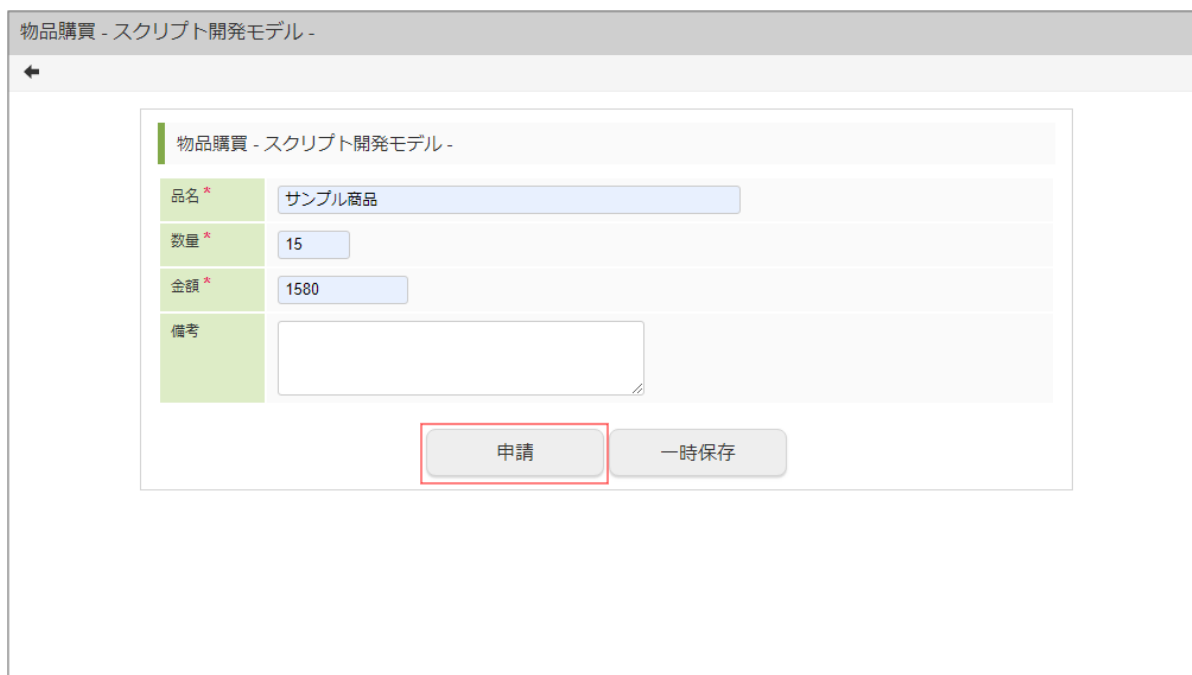 物品購買 - スクリプト開発モデル -
物品購買 - スクリプト開発モデル -
品名 * サンプル商品
数量 * 15
金額 * 1580
備考
申請 一時保存